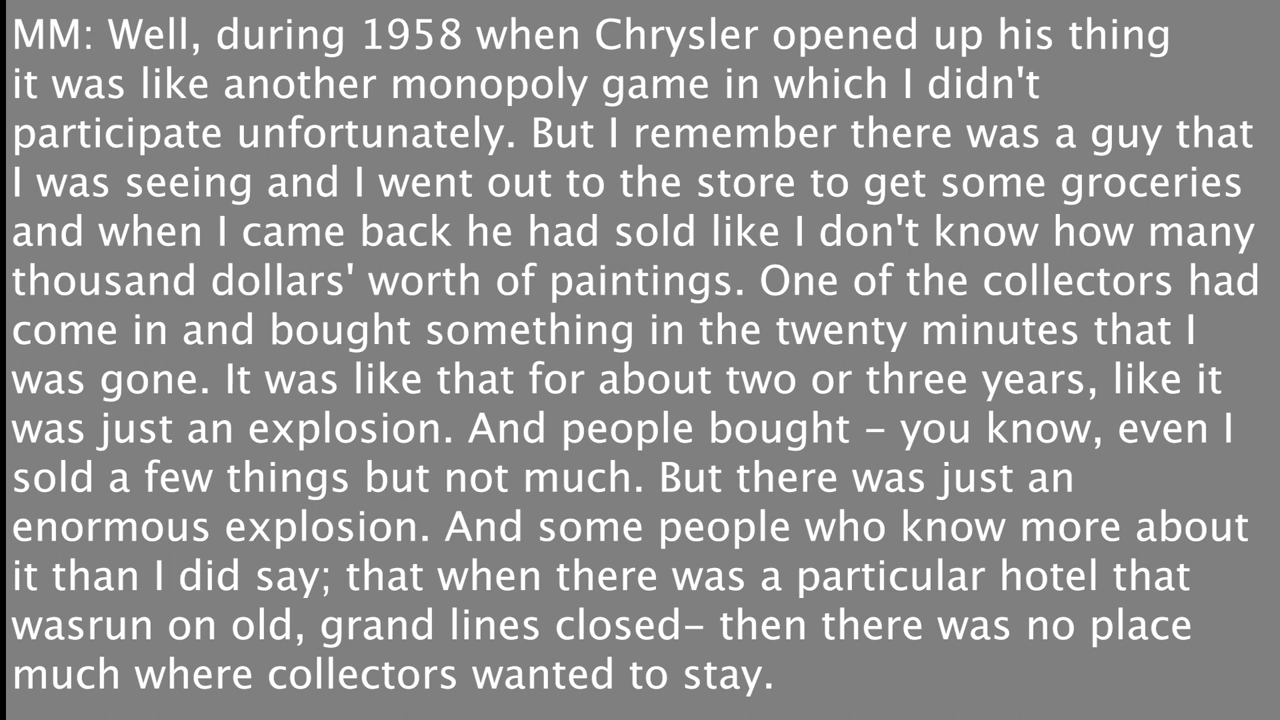 MM: Well, during 1958 when Chrysler opened up his thing
it was like another monopoly game in which I didn't
participate unfortunately. But I remember there was a guy that
I was seeing and I went out to the store to get some groceries
and when I came back he had sold like I don't know how many
thousand dollars' worth of paintings. One of the collectors had
come in and bought something in the twenty minutes that I
was gone. It was like that for about two or three years, like it
was just an explosion. And people bought – you know, even I
sold a few things but not much. But there was just an
enormous explosion. And some people who know more about
it than I did say; that when there was a particular hotel that
wasrun on old, grand lines closed– then there was no place
much where collectors wanted to stay.